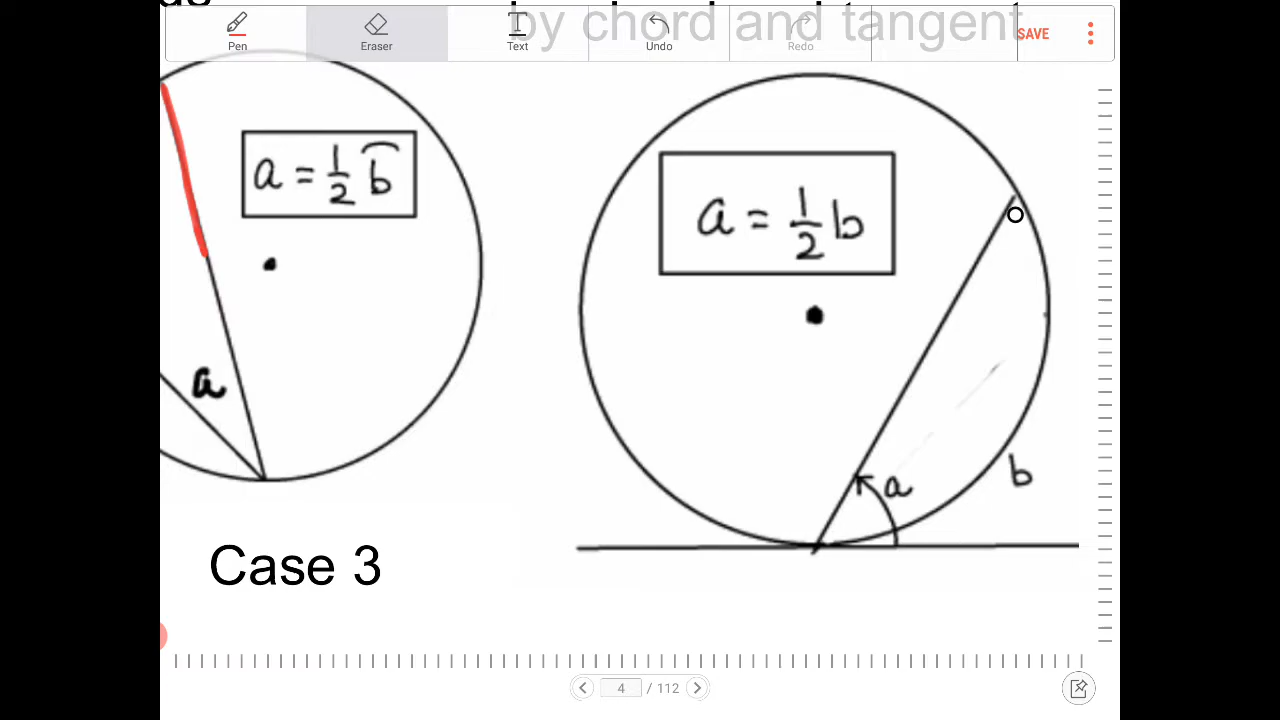 by chord and tangent
Pen
Eraser
Text
Undo
Redo
SAVE
a = 1/2 b̑
a
a = 1/2 b
a
b
Case 3
4 / 112